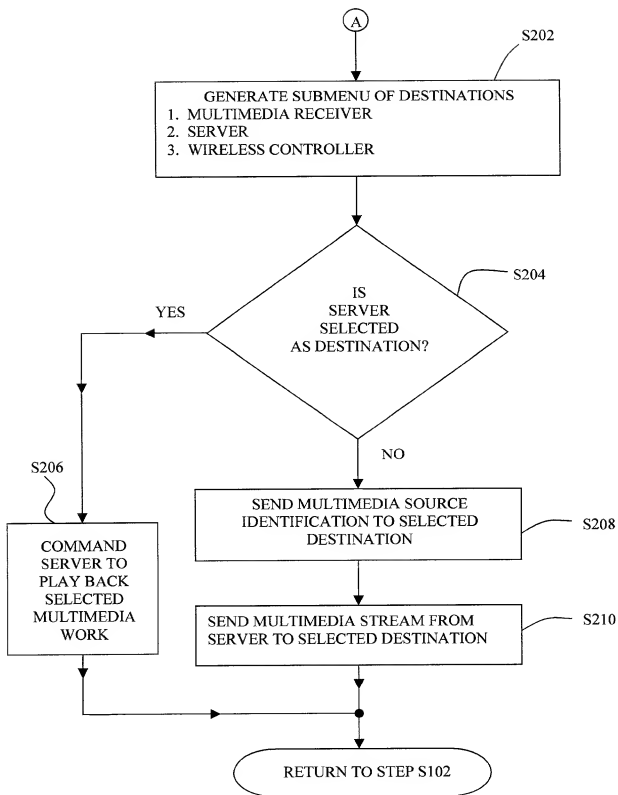 A
S202
GENERATE SUBMENU OF DESTINATIONS
1. MULTIMEDIA RECEIVER
2. SERVER
3. WIRELESS CONTROLLER
S204
IS
SERVER
SELECTED
AS DESTINATION?
YES
NO
S206
COMMAND
SERVER TO
PLAY BACK
SELECTED
MULTIMEDIA
WORK
SEND MULTIMEDIA SOURCE
IDENTIFICATION TO SELECTED
DESTINATION
S208
SEND MULTIMEDIA STREAM FROM
SERVER TO SELECTED DESTINATION
S210
RETURN TO STEP S102